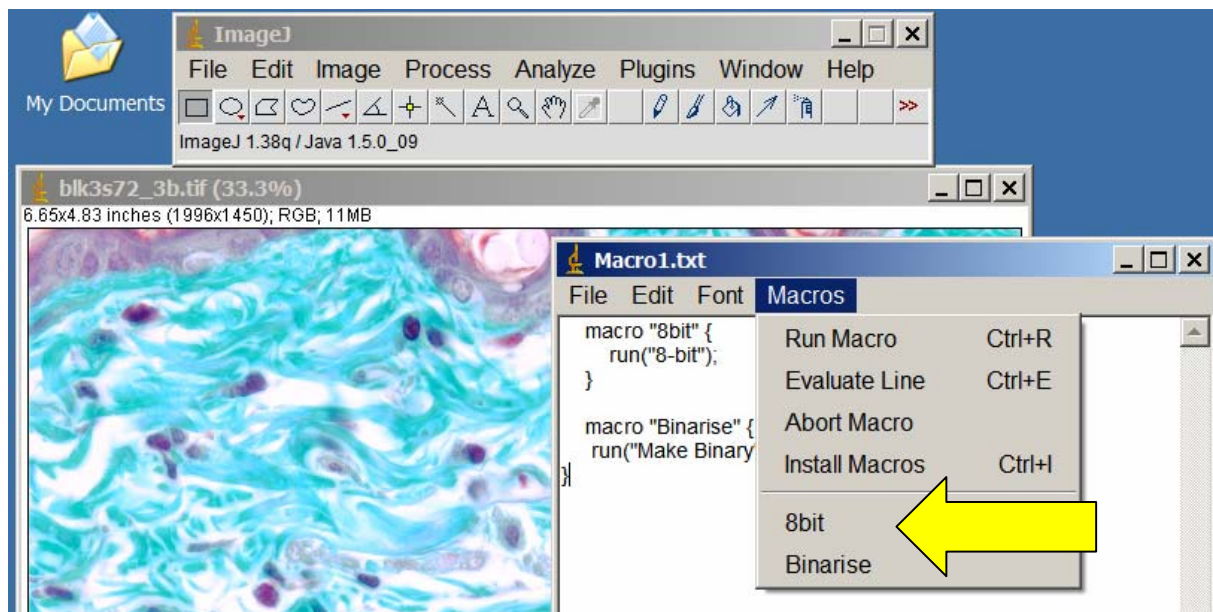 ImageJ
File Edit Image Process Analyze Plugins Window Help
My Documents
A
>>
ImageJ 1.38q / Java 1.5.0_09
blk3s72_3b.tif (33.3%)
6.65x4.83 inches (1996x1450); RGB; 11MB
Macro1.txt
File Edit Font Macros
macro "8bit" {
run("8-bit");
}
macro "Binarise" {
run("Make Binary"
}
Run Macro Ctrl+R
Evaluate Line Ctrl+E
Abort Macro
Install Macros Ctrl+I
8bit
Binarise